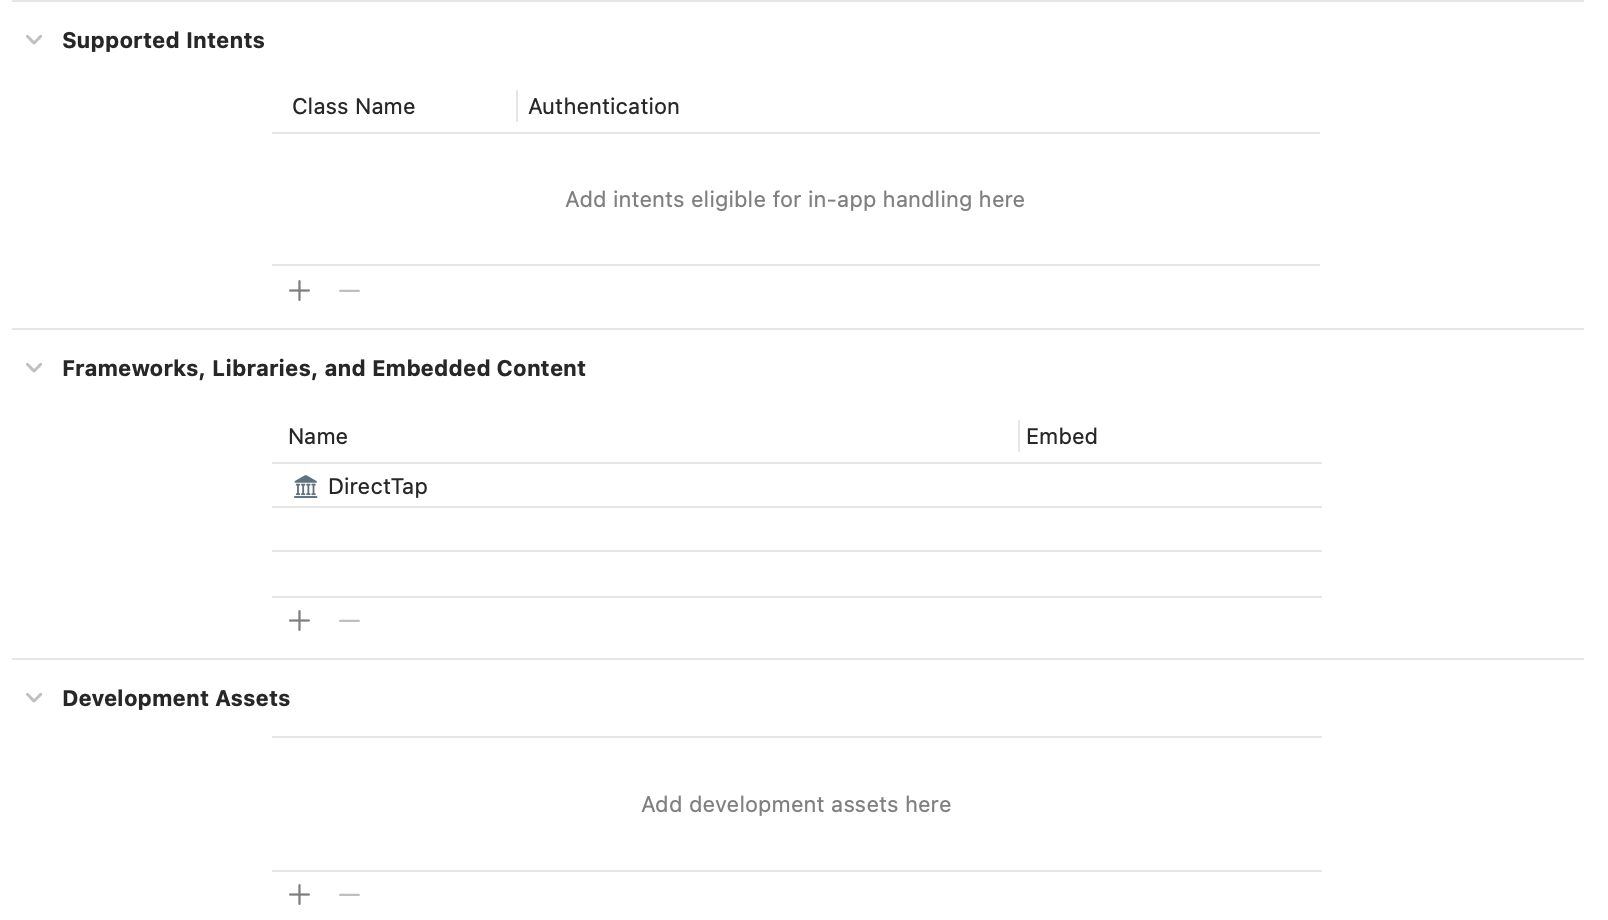 Supported Intents
Class Name
Authentication
Add intents eligible for in-app handling here
Frameworks, Libraries, and Embedded Content
Name
Embed
DirectTap
Development Assets
Add development assets here